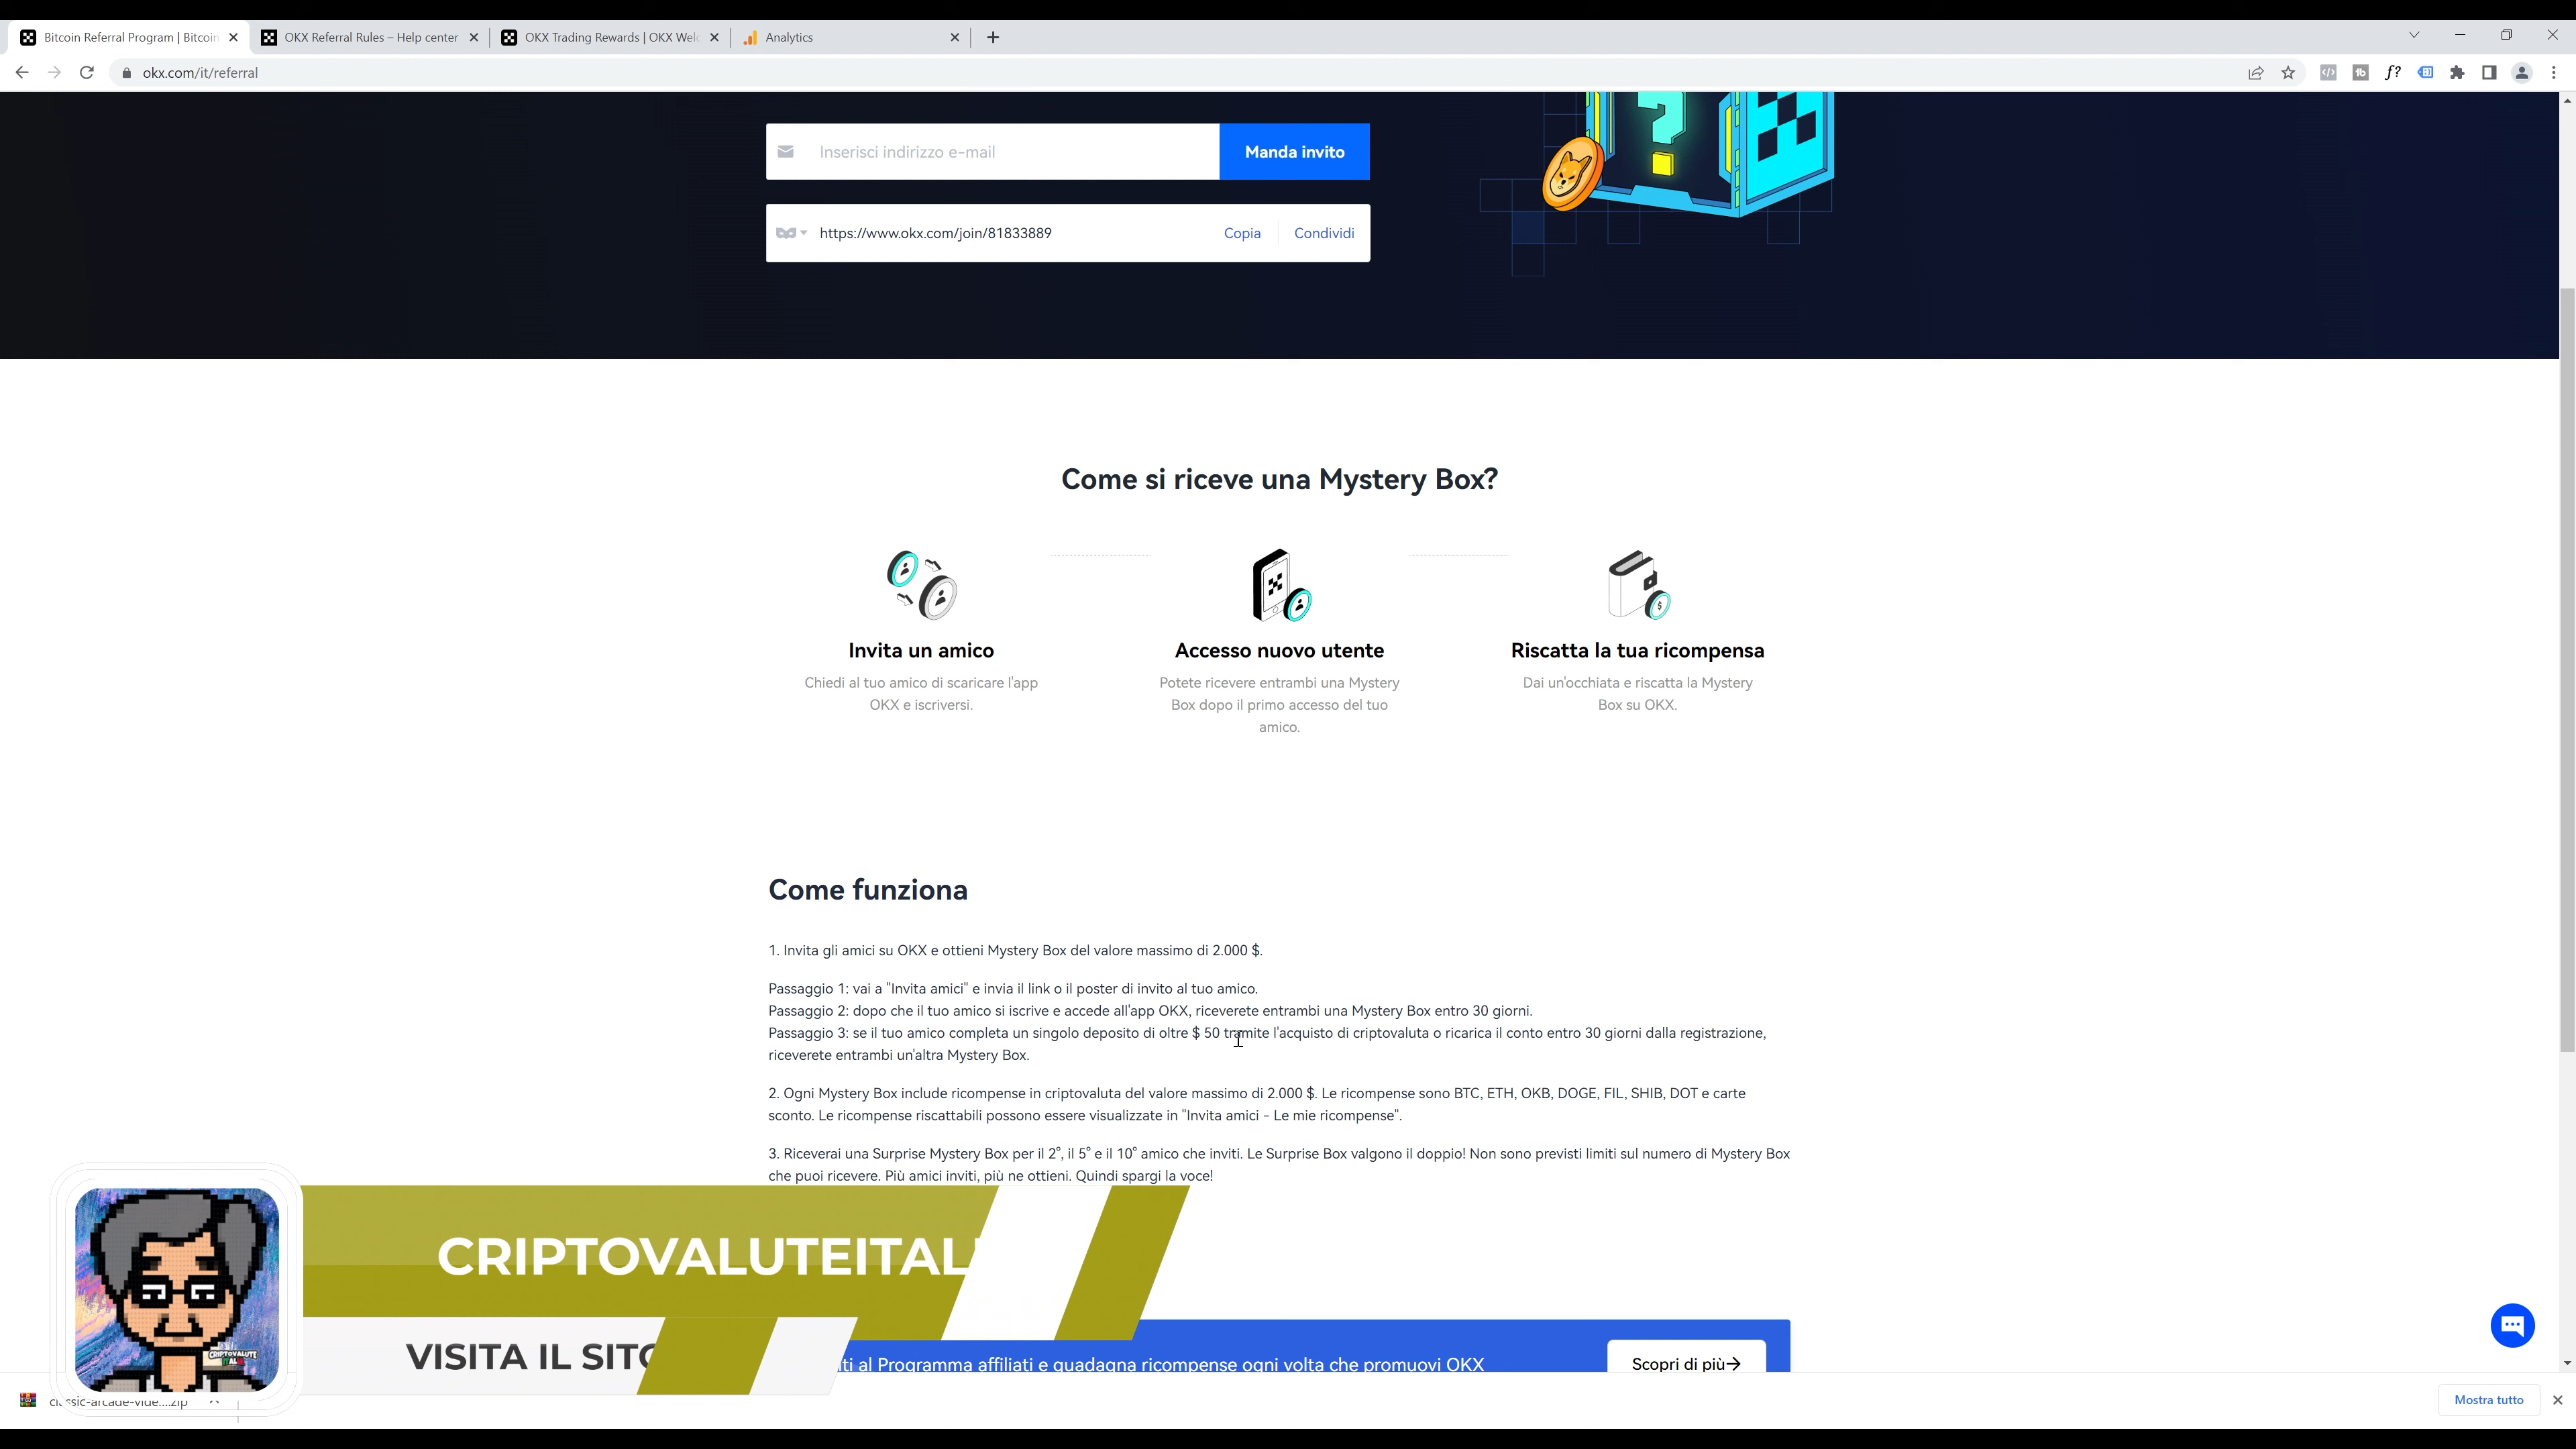 Bitcoin Referral Program | Bitcoin
OKX Referral Rules – Help center
OKX Trading Rewards | OKX Welc
Analytics
okx.com/it/referral
Inserisci indirizzo e-mail
Manda invito
https://www.okx.com/join/81833889
Copia
Condividi
Come si riceve una Mystery Box?
Invita un amico
Chiedi al tuo amico di scaricare l'app
OKX e iscriversi.
Accesso nuovo utente
Potete ricevere entrambi una Mystery
Box dopo il primo accesso del tuo
amico.
Riscatta la tua ricompensa
Dai un'occhiata e riscatta la Mystery
Box su OKX.
Come funziona
1. Invita gli amici su OKX e ottieni Mystery Box del valore massimo di 2.000 $.
Passaggio 1: vai a "Invita amici" e invia il link o il poster di invito al tuo amico.
Passaggio 2: dopo che il tuo amico si iscrive e accede all'app OKX, riceverete entrambi una Mystery Box entro 30 giorni.
Passaggio 3: se il tuo amico completa un singolo deposito di oltre $ 50 tramite l'acquisto di criptovaluta o ricarica il conto entro 30 giorni dalla registrazione,
riceverete entrambi un'altra Mystery Box.
2. Ogni Mystery Box include ricompense in criptovaluta del valore massimo di 2.000 $. Le ricompense sono BTC, ETH, OKB, DOGE, FIL, SHIB, DOT e carte
sconto. Le ricompense riscattabili possono essere visualizzate in "Invita amici - Le mie ricompense".
3. Riceverai una Surprise Mystery Box per il 2°, il 5° e il 10° amico che inviti. Le Surprise Box valgono il doppio! Non sono previsti limiti sul numero di Mystery Box
che puoi ricevere. Più amici inviti, più ne ottieni. Quindi spargi la voce!
CRIPTOVALUTEITAL
VISITA IL SITO
CRIPTOVALUTE
ti al Programma affiliati e guadagna ricompense ogni volta che promuovi OKX
Scopri di più→
classic-arcade-vide....zip
Mostra tutto